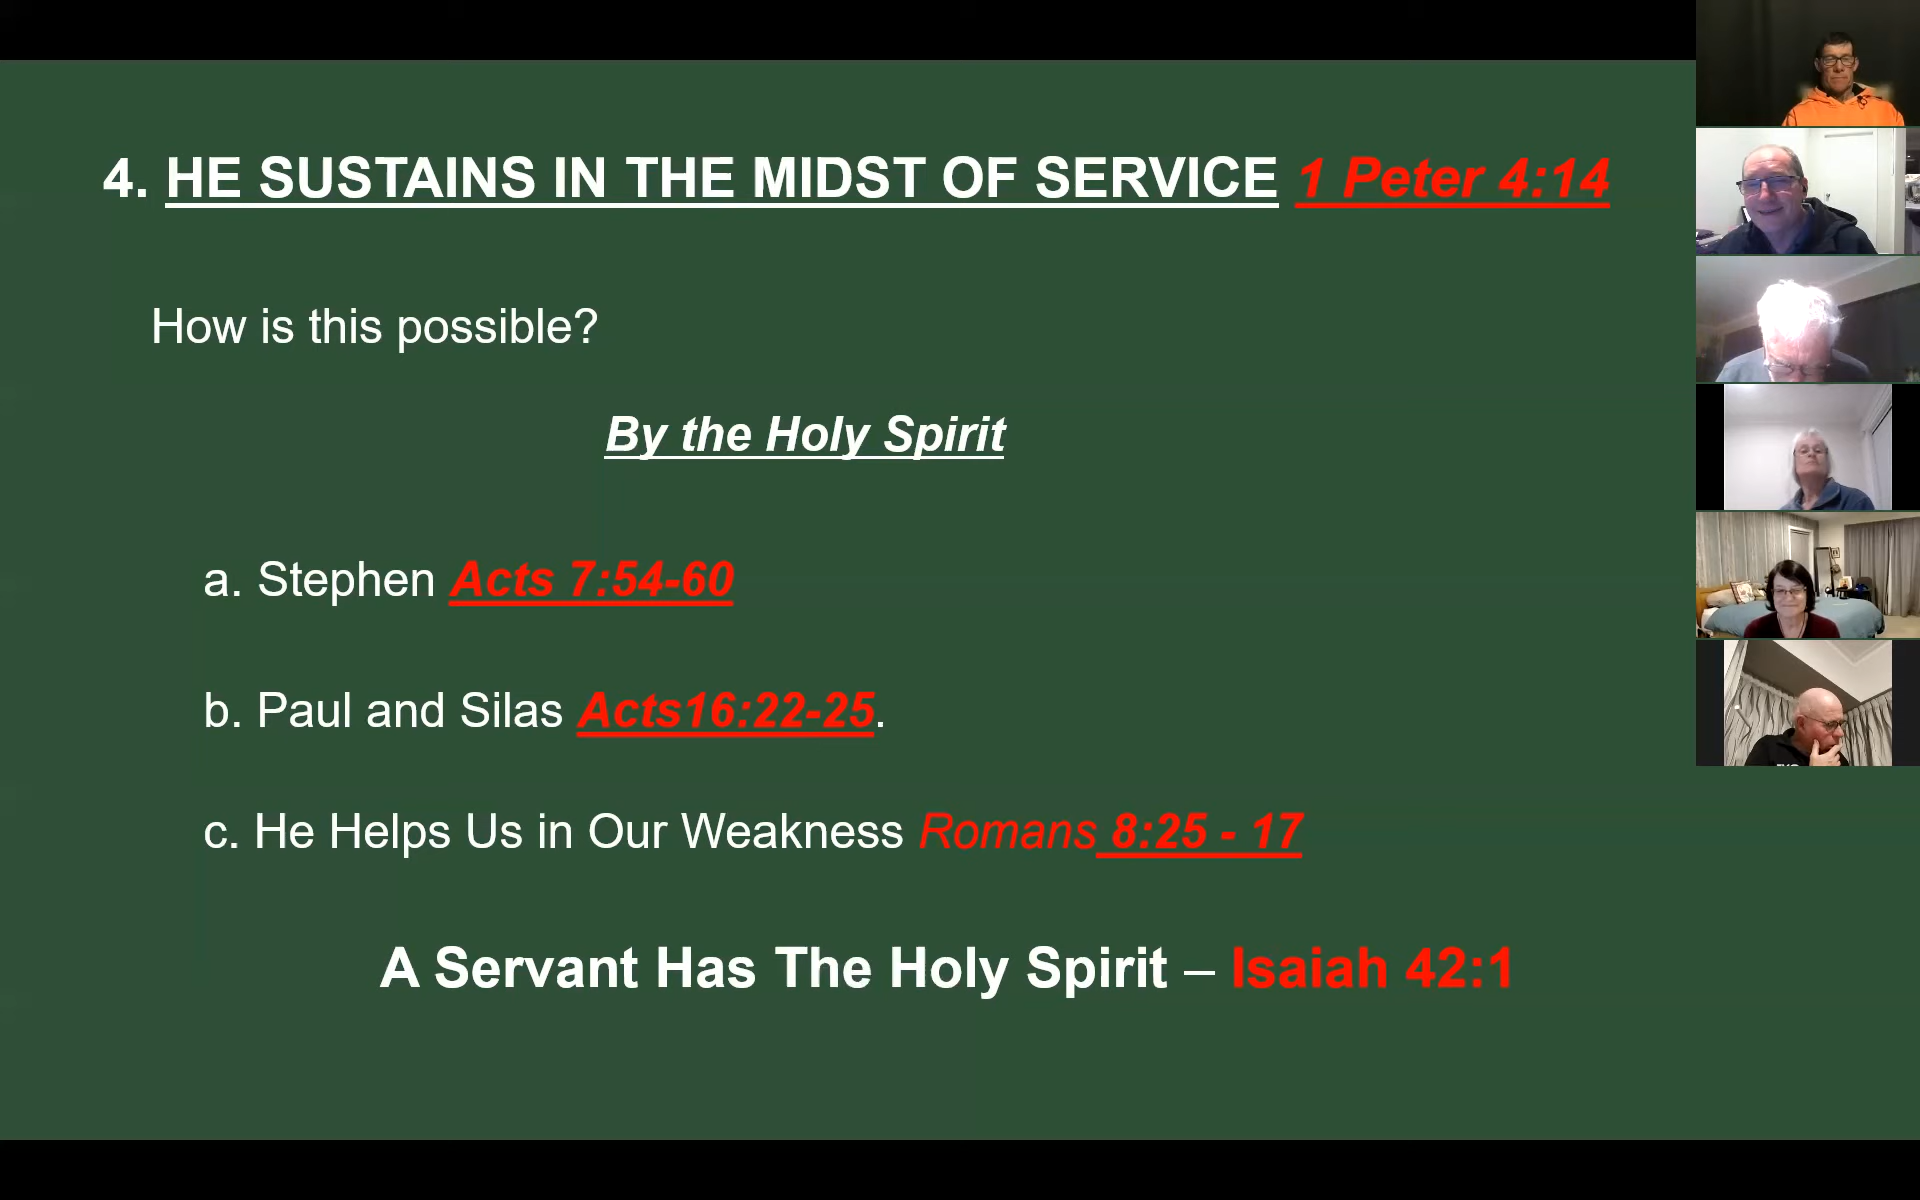 4. HE SUSTAINS IN THE MIDST OF SERVICE 1 Peter 4:14
How is this possible?
By the Holy Spirit
a. Stephen Acts 7:54-60
b. Paul and Silas Acts16:22-25.
c. He Helps Us in Our Weakness Romans 8:25 - 17
A Servant Has The Holy Spirit – Isaiah 42:1